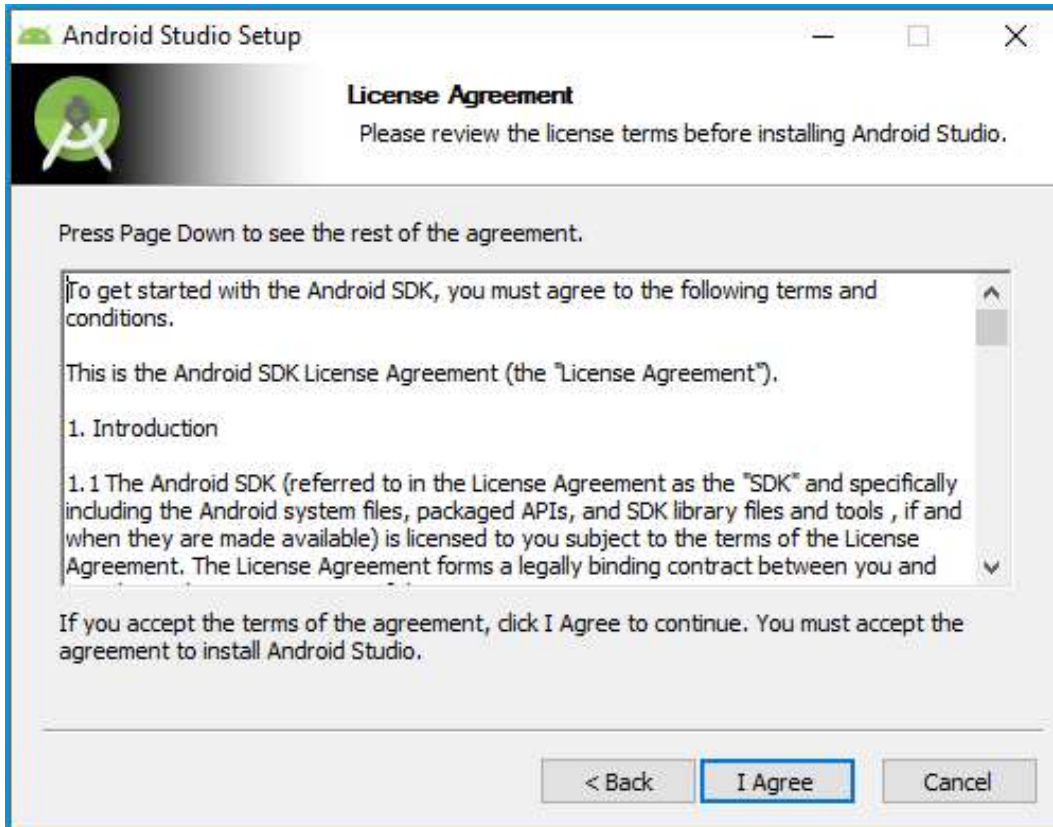 Android Studio Setup
License Agreement
Please review the license terms before installing Android Studio.
Press Page Down to see the rest of the agreement.
To get started with the Android SDK, you must agree to the following terms and
conditions.
This is the Android SDK License Agreement (the "License Agreement").
1. Introduction
1.1 The Android SDK (referred to in the License Agreement as the "SDK" and specifically
including the Android system files, packaged APIs, and SDK library files and tools , if and
when they are made available) is licensed to you subject to the terms of the License
Agreement. The License Agreement forms a legally binding contract between you and
If you accept the terms of the agreement, click I Agree to continue. You must accept the
agreement to install Android Studio.
< Back
I Agree
Cancel